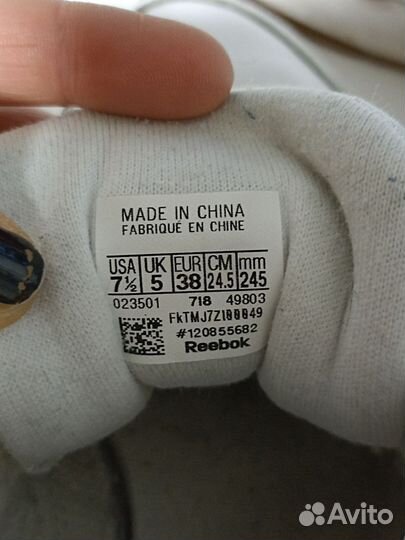 MADE IN CHINA
FABRIQUÉ EN CHINE
USA UK EUR CM mm
7½ 5 38 24.5 245
023501 718 49803
FKTMJ7Z100049
#120855682
Reebok
Avito